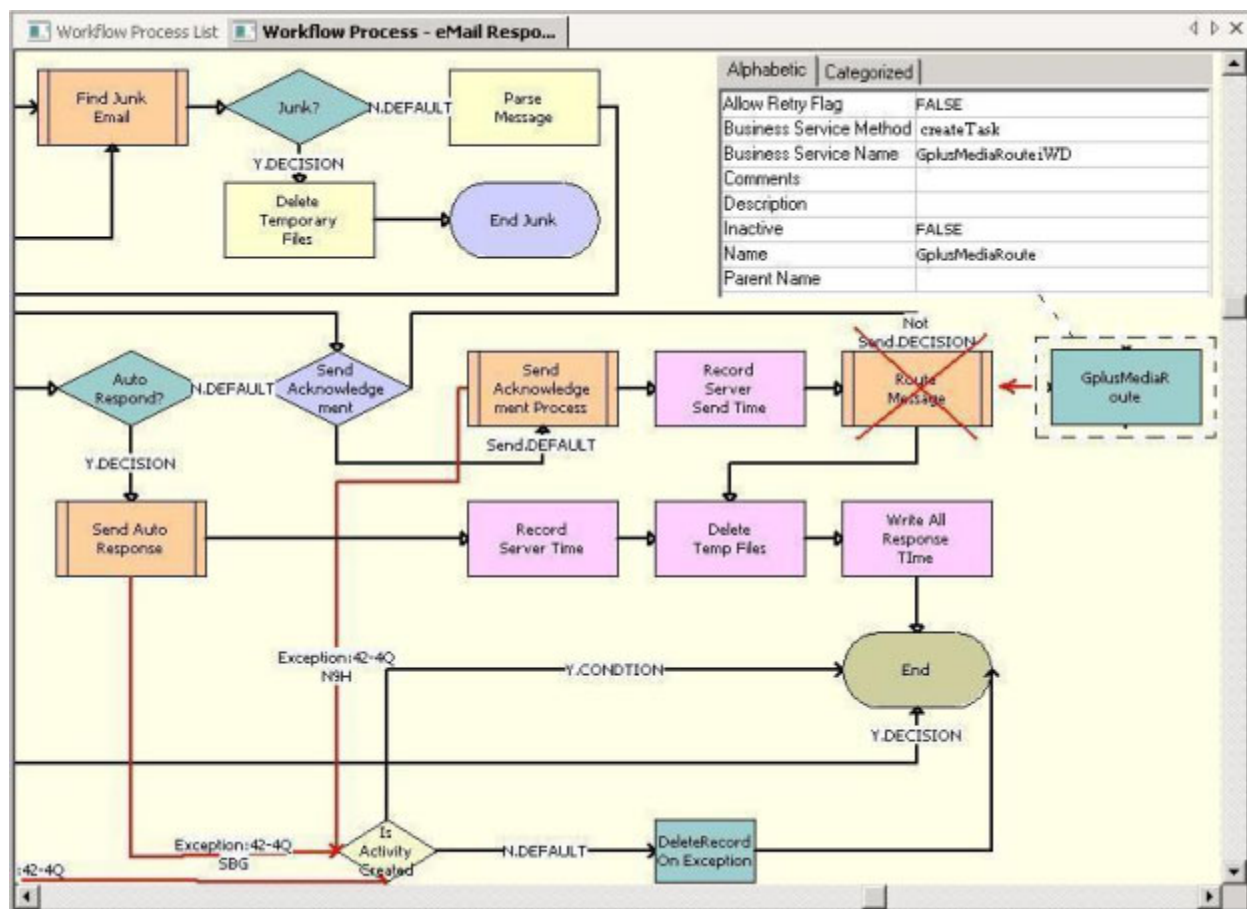 Workflow Process List
Workflow Process - eMail Respo...
Find Junk
Email
Junk?
N.DEFAULT
Parse
Message
Y.DECISION
Delete
Temporary
Files
End Junk
Alphabetic
Categorized
Allow Retry Flag FALSE
Business Service Method createTask
Business Service Name GplusMediaRouteiWD
Comments
Description
Inactive FALSE
Name GplusMediaRoute
Parent Name
Auto
Respond?
N.DEFAULT
Send
Acknowledge
ment
Send
Acknowledge
ment Process
Send.DEFAULT
Record
Server
Send Time
Not
Send.DECISION
Route
Message
GplusMediaR
oute
Y.DECISION
Send Auto
Response
Record
Server Time
Delete
Temp Files
Write All
Response
TIme
Exception:42-4Q
N9H
Y.CONDTION
End
Y.DECISION
Exception:42-4Q
SBG
Is
Activity
Created
N.DEFAULT
DeleteRecord
On Exception
:42-4Q